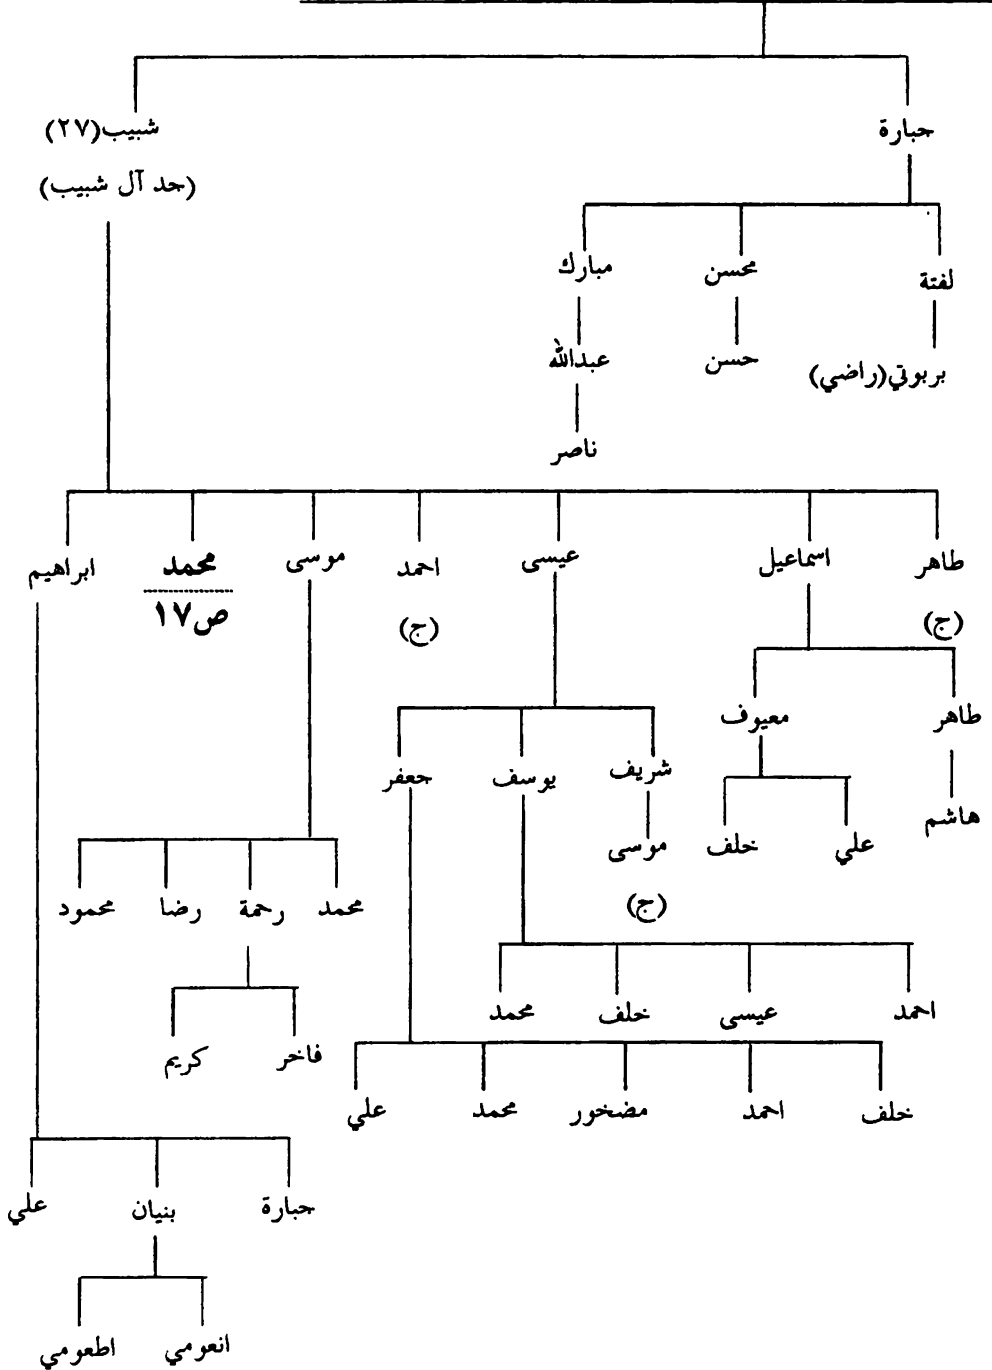 جبارة شبيب(٢٧)
(جد آل شبيب)
لفتة محسن مبارك
بربوتي(راضي) حسن عبدالله
ناصر
طاهر اسماعيل عيسى احمد موسى محمد ابراهيم
(ج) (ج) ص١٧
طاهر معيوف
شريف يوسف جعفر
هاشم علي خلف موسى
(ج)
محمد رحمة رضا محمود
احمد عيسى خلف محمد
فاخر كريم
خلف احمد مضخور محمد علي
جبارة بنيان علي
انعومي اطعومي